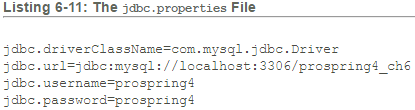 Listing 6-11: The jdbc.properties File
jdbc.driverClassName=com.mysql.jdbc.Driver
jdbc.url=jdbc:mysql://localhost:3306/prospring4_ch6
jdbc.username=prospring4
jdbc.password=prospring4